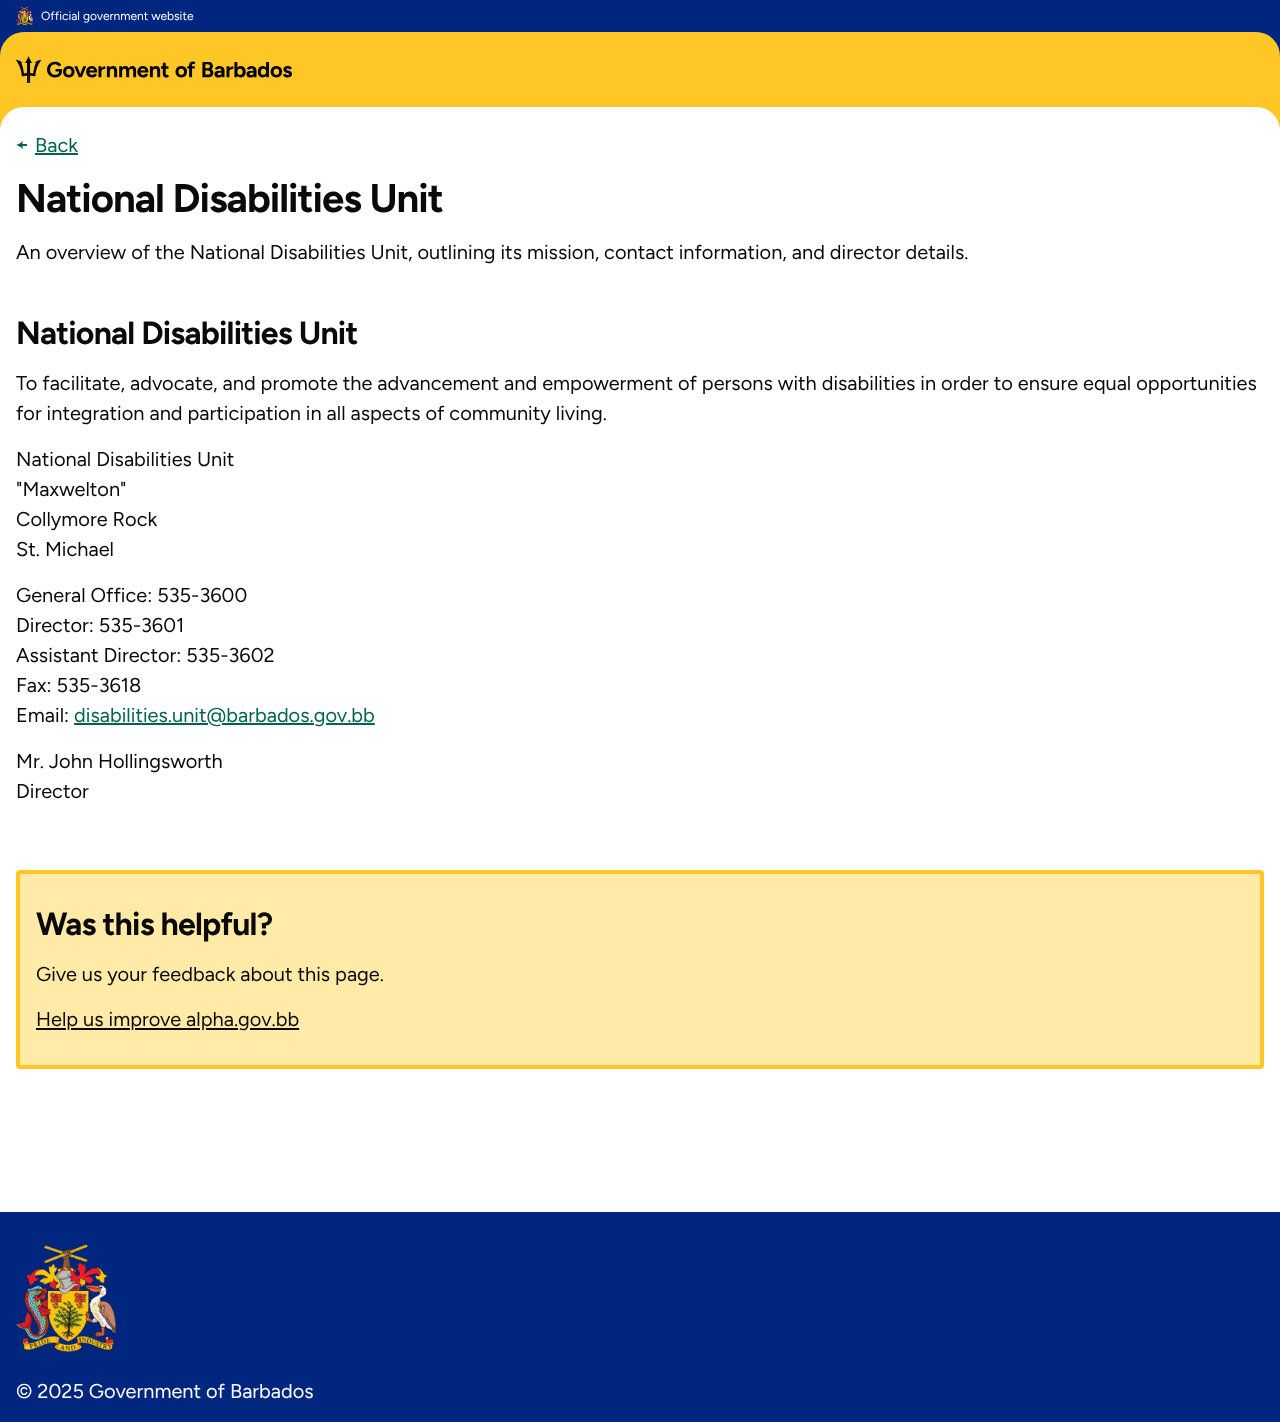 Official government website
Government of Barbados
Back
National Disabilities Unit
An overview of the National Disabilities Unit, outlining its mission, contact information, and director details.
National Disabilities Unit
To facilitate, advocate, and promote the advancement and empowerment of persons with disabilities in order to ensure equal opportunities
for integration and participation in all aspects of community living.
National Disabilities Unit
"Maxwelton"
Collymore Rock
St. Michael
General Office: 535-3600
Director: 535-3601
Assistant Director: 535-3602
Fax: 535-3618
Email: disabilities.unit@barbados.gov.bb
Mr. John Hollingsworth
Director
Was this helpful?
Give us your feedback about this page.
Help us improve alpha.gov.bb
PRIDE AND INDUSTRY
© 2025 Government of Barbados